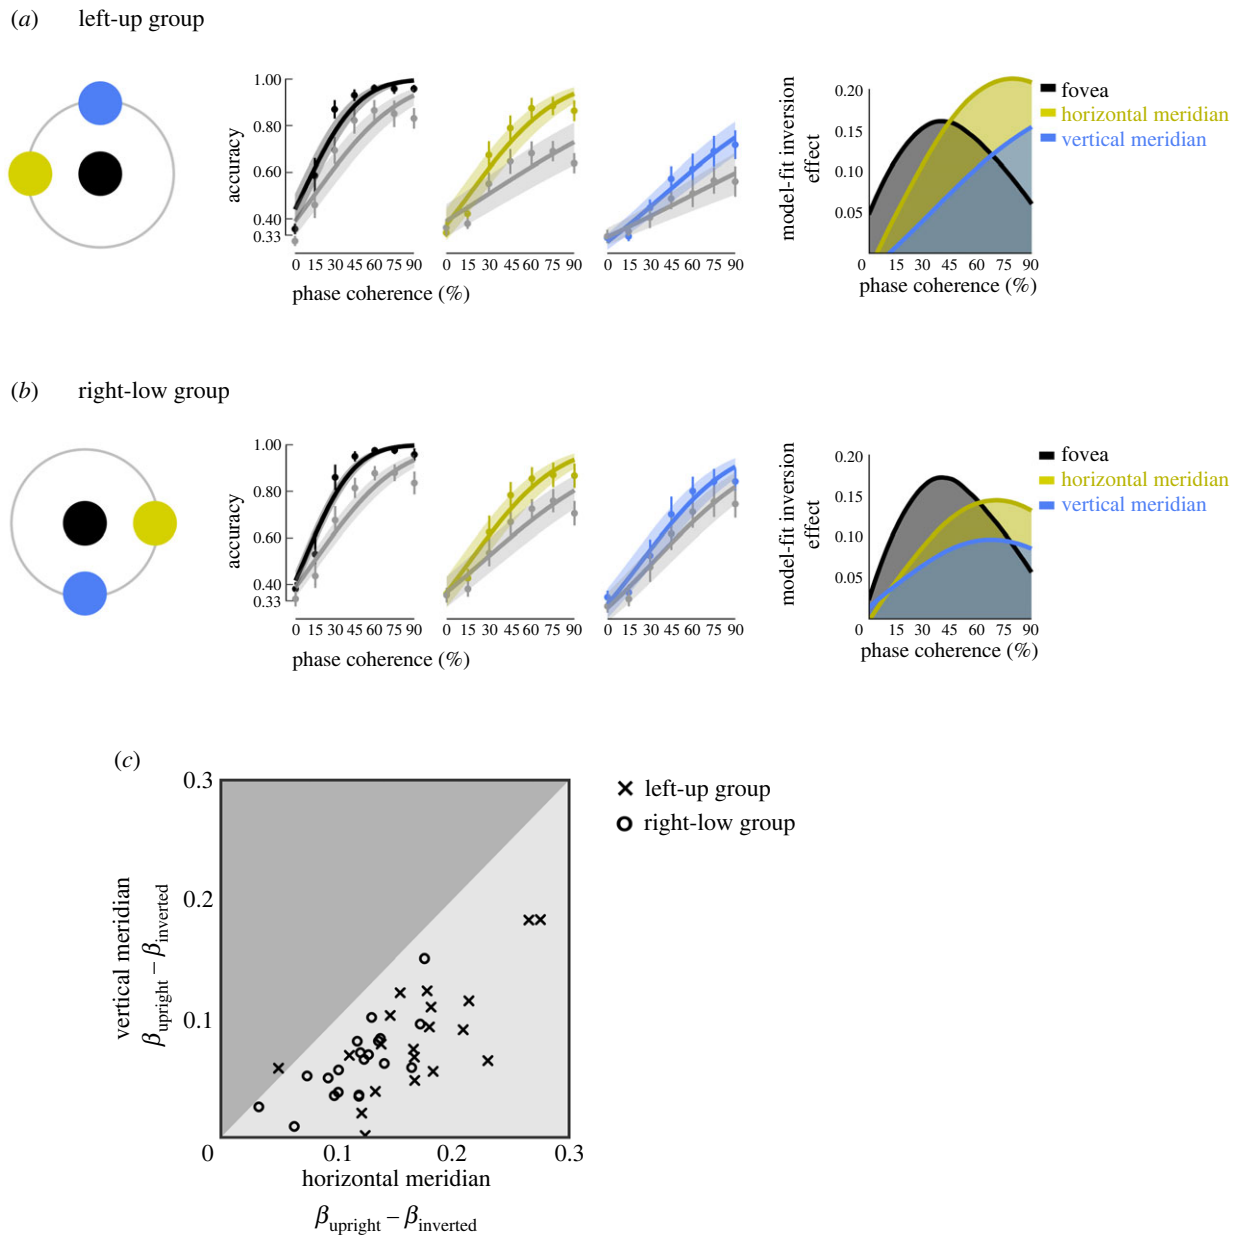 (a) left-up group
1.00
0.80
0.60
0.40
0.33
accuracy
0 15 30 45 60 75 90
0 15 30 45 60 75 90
0 15 30 45 60 75 90
phase coherence (%)
model-fit inversion
effect
0.20
0.15
0.10
0.05
0 15 30 45 60 75 90
phase coherence (%)
fovea
horizontal meridian
vertical meridian
(b) right-low group
1.00
0.80
0.60
0.40
0.33
accuracy
0 15 30 45 60 75 90
0 15 30 45 60 75 90
0 15 30 45 60 75 90
phase coherence (%)
model-fit inversion
effect
0.20
0.15
0.10
0.05
0 15 30 45 60 75 90
phase coherence (%)
fovea
horizontal meridian
vertical meridian
(c)
0.3
0.2
0.1
vertical meridian
βupright – βinverted
0 0.1 0.2 0.3
horizontal meridian
βupright – βinverted
left-up group
right-low group